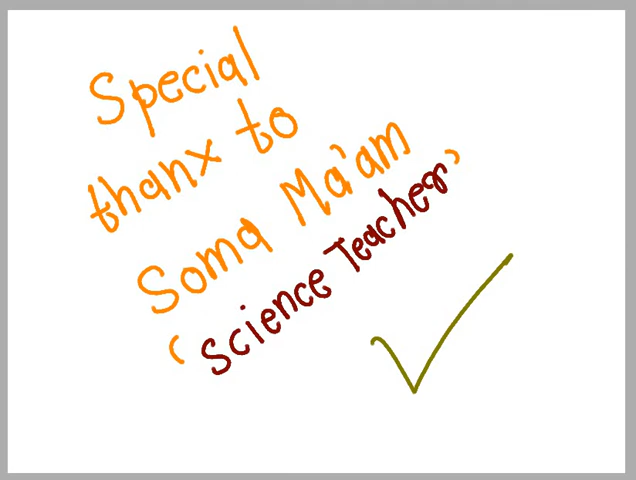 Special
thanx to
Soma Ma'am
(Science Teacher)